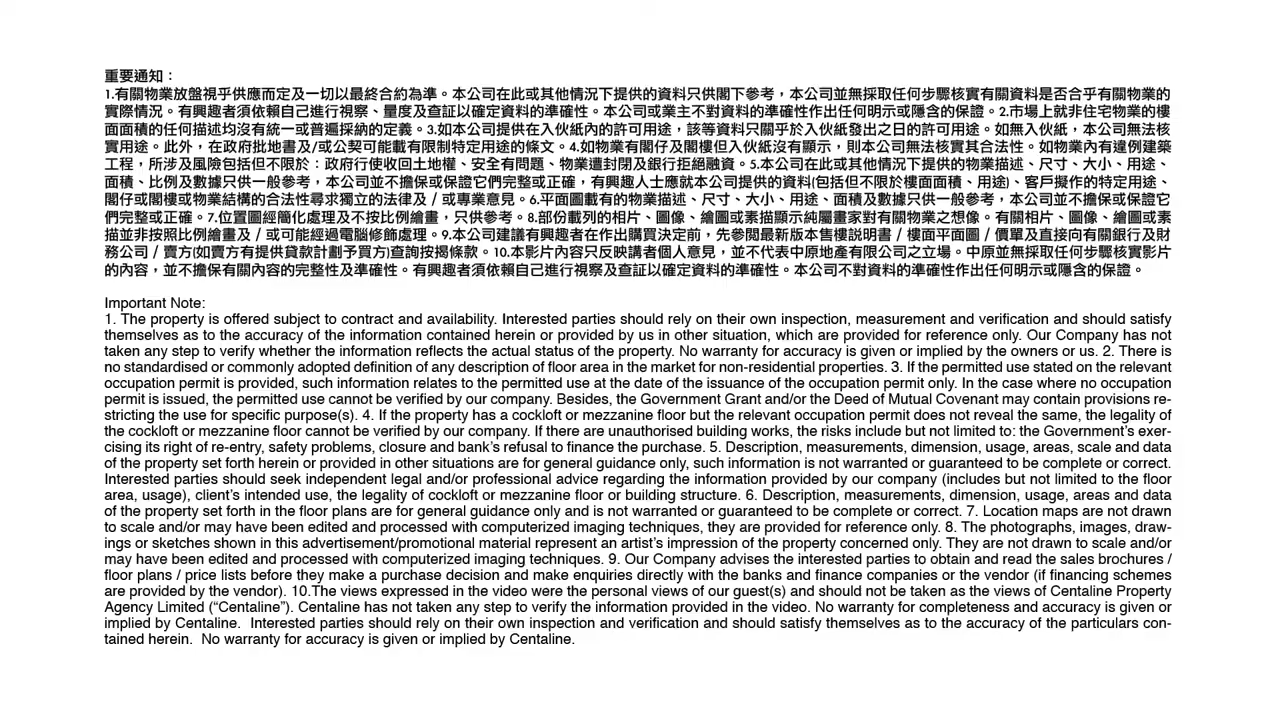 重要通知：
1.有關物業放盤視乎供應而定及一切以最終合約為準。本公司在此或其他情況下提供的資料只供閣下參考，本公司並無採取任何步驟核實有關資料是否合乎有關物業的
實際情況。有興趣者須依賴自己進行視察、量度及查証以確定資料的準確性。本公司或業主不對資料的準確性作出任何明示或隱含的保證。2.市場上就非住宅物業的樓
面面積的任何描述均沒有統一或普遍採納的定義。3.如本公司提供在入伙紙內的許可用途，該等資料只關乎於入伙紙發出之日的許可用途。如無入伙紙，本公司無法核
實用途。此外，在政府批地書及/或公契可能載有限制特定用途的條文。4.如物業有閣仔及閣樓但入伙紙沒有顯示，則本公司無法核實其合法性。如物業內有違例建築
工程，所涉及風險包括但不限於：政府行使收回土地權、安全有問題、物業遭封閉及銀行拒絕融資。5.本公司在此或其他情況下提供的物業描述、尺寸、大小、用途、
面積、比例及數據只供一般參考，本公司並不擔保或保證它們完整或正確，有興趣人士應就本公司提供的資料(包括但不限於樓面面積、用途)、客戶擬作的特定用途、
閣仔或閣樓或物業結構的合法性尋求獨立的法律及 / 或專業意見。6.平面圖載有的物業描述、尺寸、大小、用途、面積及數據只供一般參考，本公司並不擔保或保證它
們完整或正確。7.位置圖經簡化處理及不按比例繪畫，只供參考。8.部份載列的相片、圖像、繪圖或素描顯示純屬畫家對有關物業之想像。有關相片、圖像、繪圖或素
描並非按照比例繪畫及 / 或可能經過電腦修飾處理。9.本公司建議有興趣者在作出購買決定前，先參閱最新版本售樓説明書 / 樓面平面圖 / 價單及直接向有關銀行及財
務公司 / 賣方(如賣方有提供貸款計劃予買方)查詢按揭條款。10.本影片內容只反映講者個人意見，並不代表中原地產有限公司之立場。中原並無採取任何步驟核實影片
的內容，並不擔保有關內容的完整性及準確性。有興趣者須依賴自己進行視察及查証以確定資料的準確性。本公司不對資料的準確性作出任何明示或隱含的保證。
Important Note:
1. The property is offered subject to contract and availability. Interested parties should rely on their own inspection, measurement and verification and should satisfy
themselves as to the accuracy of the information contained herein or provided by us in other situation, which are provided for reference only. Our Company has not
taken any step to verify whether the information reflects the actual status of the property. No warranty for accuracy is given or implied by the owners or us. 2. There is
no standardised or commonly adopted definition of any description of floor area in the market for non-residential properties. 3. If the permitted use stated on the relevant
occupation permit is provided, such information relates to the permitted use at the date of the issuance of the occupation permit only. In the case where no occupation
permit is issued, the permitted use cannot be verified by our company. Besides, the Government Grant and/or the Deed of Mutual Covenant may contain provisions re-
stricting the use for specific purpose(s). 4. If the property has a cockloft or mezzanine floor but the relevant occupation permit does not reveal the same, the legality of
the cockloft or mezzanine floor cannot be verified by our company. If there are unauthorised building works, the risks include but not limited to: the Government's exer-
cising its right of re-entry, safety problems, closure and bank's refusal to finance the purchase. 5. Description, measurements, dimension, usage, areas, scale and data
of the property set forth herein or provided in other situations are for general guidance only, such information is not warranted or guaranteed to be complete or correct.
Interested parties should seek independent legal and/or professional advice regarding the information provided by our company (includes but not limited to the floor
area, usage), client's intended use, the legality of cockloft or mezzanine floor or building structure. 6. Description, measurements, dimension, usage, areas and data
of the property set forth in the floor plans are for general guidance only and is not warranted or guaranteed to be complete or correct. 7. Location maps are not drawn
to scale and/or may have been edited and processed with computerized imaging techniques, they are provided for reference only. 8. The photographs, images, draw-
ings or sketches shown in this advertisement/promotional material represent an artist's impression of the property concerned only. They are not drawn to scale and/or
may have been edited and processed with computerized imaging techniques. 9. Our Company advises the interested parties to obtain and read the sales brochures /
floor plans / price lists before they make a purchase decision and make enquiries directly with the banks and finance companies or the vendor (if financing schemes
are provided by the vendor). 10.The views expressed in the video were the personal views of our guest(s) and should not be taken as the views of Centaline Property
Agency Limited (“Centaline”). Centaline has not taken any step to verify the information provided in the video. No warranty for completeness and accuracy is given or
implied by Centaline.  Interested parties should rely on their own inspection and verification and should satisfy themselves as to the accuracy of the particulars con-
tained herein.  No warranty for accuracy is given or implied by Centaline.